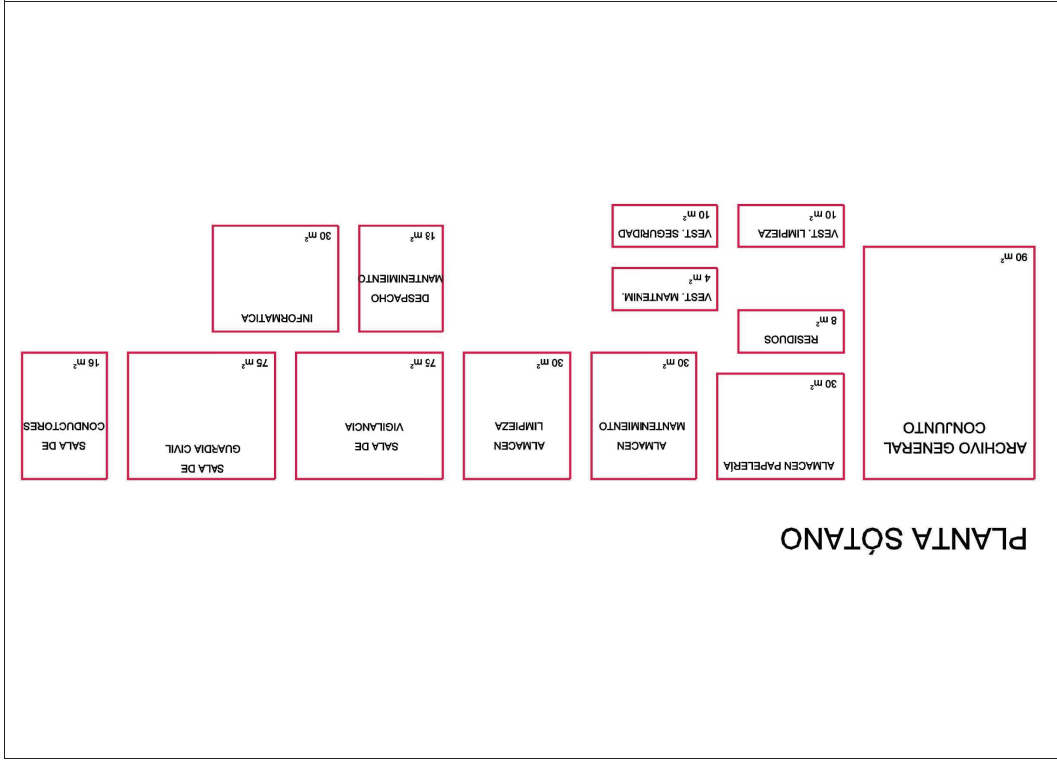 PLANTA SÓTANO
ARCHIVO GENERAL
CONJUNTO
90 m²
ALMACEN PAPELERÍA
30 m²
ALMACEN
MANTENIMIENTO
30 m²
ALMACEN
LIMPIEZA
30 m²
SALA DE
VIGILANCIA
75 m²
SALA DE
GUARDIA CIVIL
75 m²
SALA DE
CONDUCTORES
16 m²
RESIDUOS
8 m²
VEST. MANTENIM.
4 m²
DESPACHO
MANTENIMIENTO
18 m²
INFORMATICA
30 m²
VEST. LIMPIEZA
10 m²
VEST. SEGURIDAD
10 m²